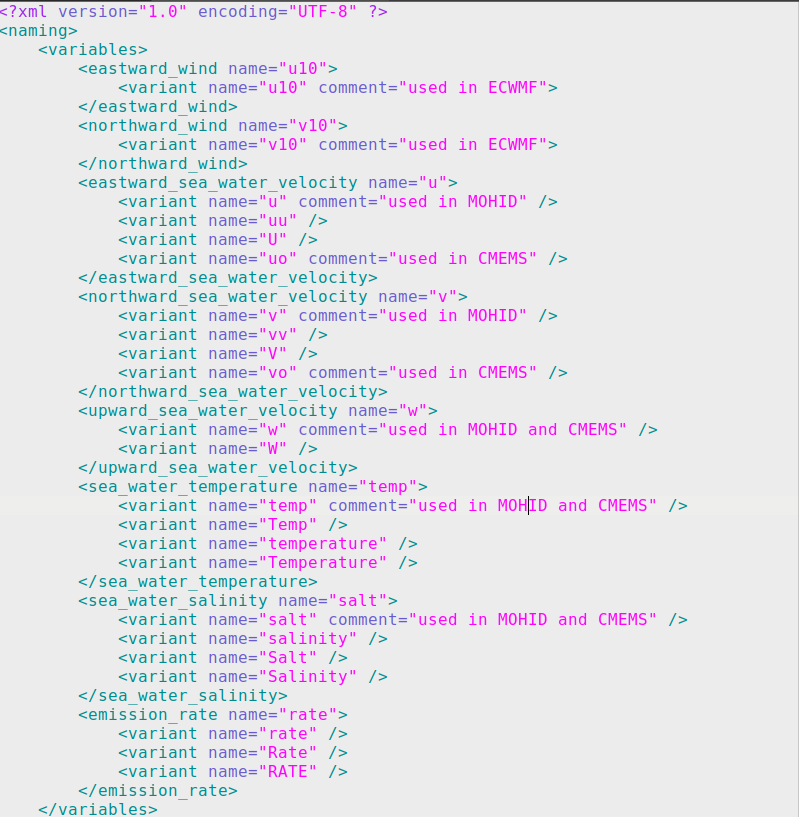 <?xml version="1.0" encoding="UTF-8" ?>
<naming>
    <variables>
        <eastward_wind name="u10">
            <variant name="u10" comment="used in ECWMF">
        </eastward_wind>
        <northward_wind name="v10">
            <variant name="v10" comment="used in ECWMF">
        </northward_wind>
        <eastward_sea_water_velocity name="u">
            <variant name="u" comment="used in MOHID" />
            <variant name="uu" />
            <variant name="U" />
            <variant name="uo" comment="used in CMEMS" />
        </eastward_sea_water_velocity>
        <northward_sea_water_velocity name="v">
            <variant name="v" comment="used in MOHID" />
            <variant name="vv" />
            <variant name="V" />
            <variant name="vo" comment="used in CMEMS" />
        </northward_sea_water_velocity>
        <upward_sea_water_velocity name="w">
            <variant name="w" comment="used in MOHID and CMEMS" />
            <variant name="W" />
        </upward_sea_water_velocity>
        <sea_water_temperature name="temp">
            <variant name="temp" comment="used in MOHID and CMEMS" />
            <variant name="Temp" />
            <variant name="temperature" />
            <variant name="Temperature" />
        </sea_water_temperature>
        <sea_water_salinity name="salt">
            <variant name="salt" comment="used in MOHID and CMEMS" />
            <variant name="salinity" />
            <variant name="Salt" />
            <variant name="Salinity" />
        </sea_water_salinity>
        <emission_rate name="rate">
            <variant name="rate" />
            <variant name="Rate" />
            <variant name="RATE" />
        </emission_rate>
    </variables>